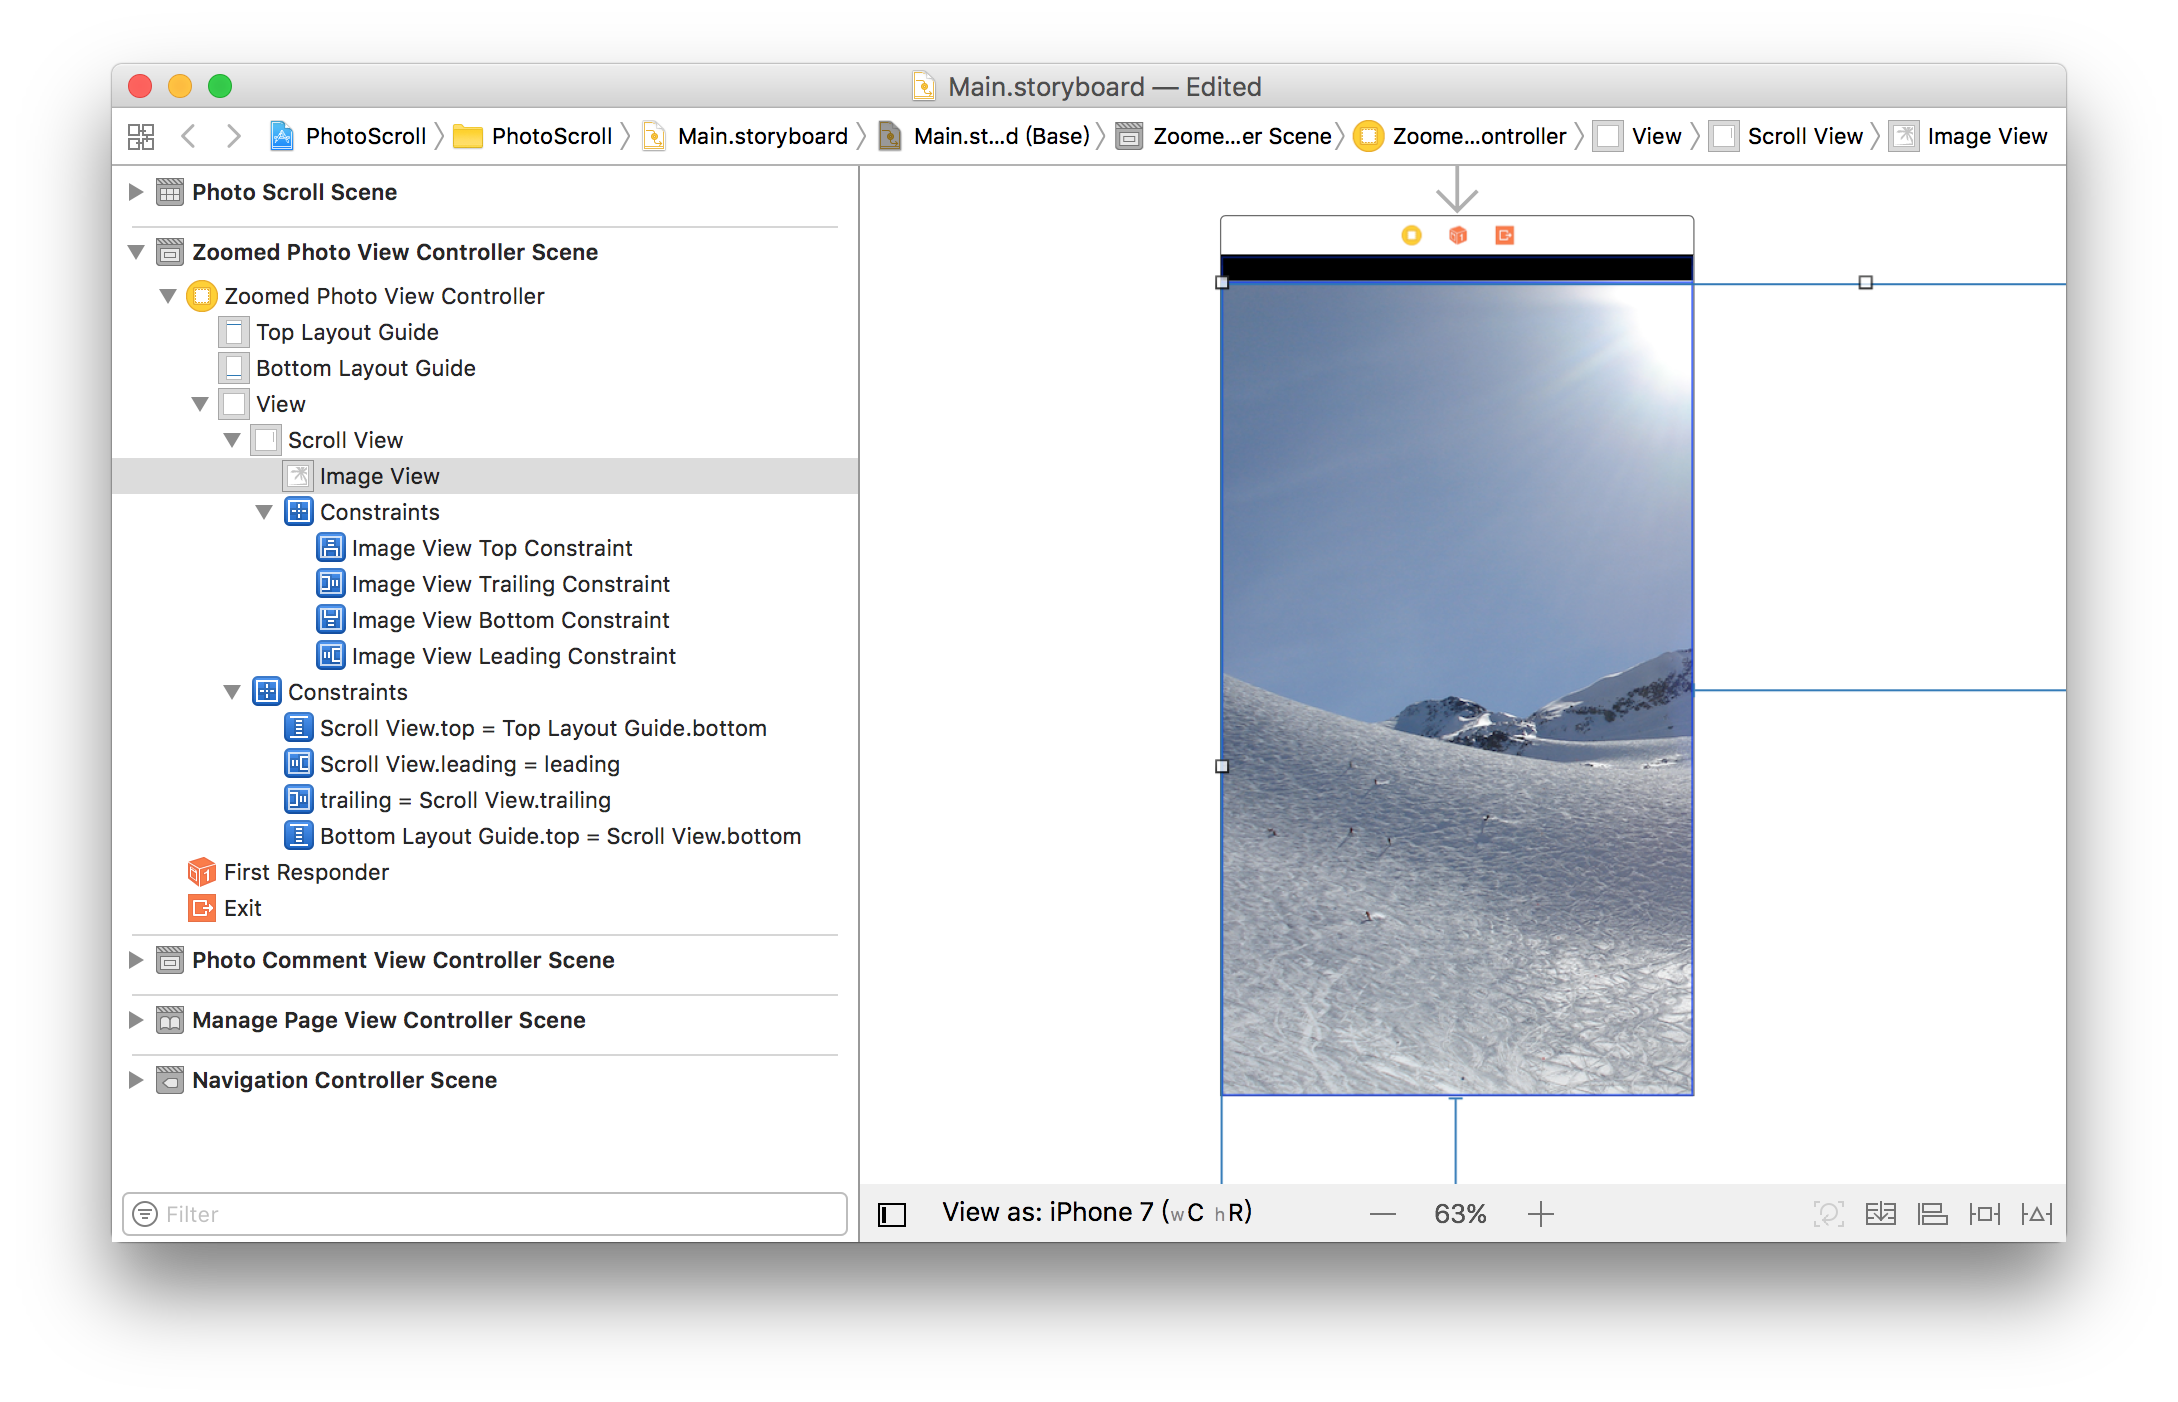 Main.storyboard — Edited
PhotoScroll PhotoScroll Main.storyboard Main.st...d (Base) Zoome...er Scene Zoome...ontroller View Scroll View Image View
Photo Scroll Scene
Zoomed Photo View Controller Scene
Zoomed Photo View Controller
Top Layout Guide
Bottom Layout Guide
View
Scroll View
Image View
Constraints
Image View Top Constraint
Image View Trailing Constraint
Image View Bottom Constraint
Image View Leading Constraint
Constraints
Scroll View.top = Top Layout Guide.bottom
Scroll View.leading = leading
trailing = Scroll View.trailing
Bottom Layout Guide.top = Scroll View.bottom
First Responder
Exit
Photo Comment View Controller Scene
Manage Page View Controller Scene
Navigation Controller Scene
Filter
View as: iPhone 7 (wC hR)
63%